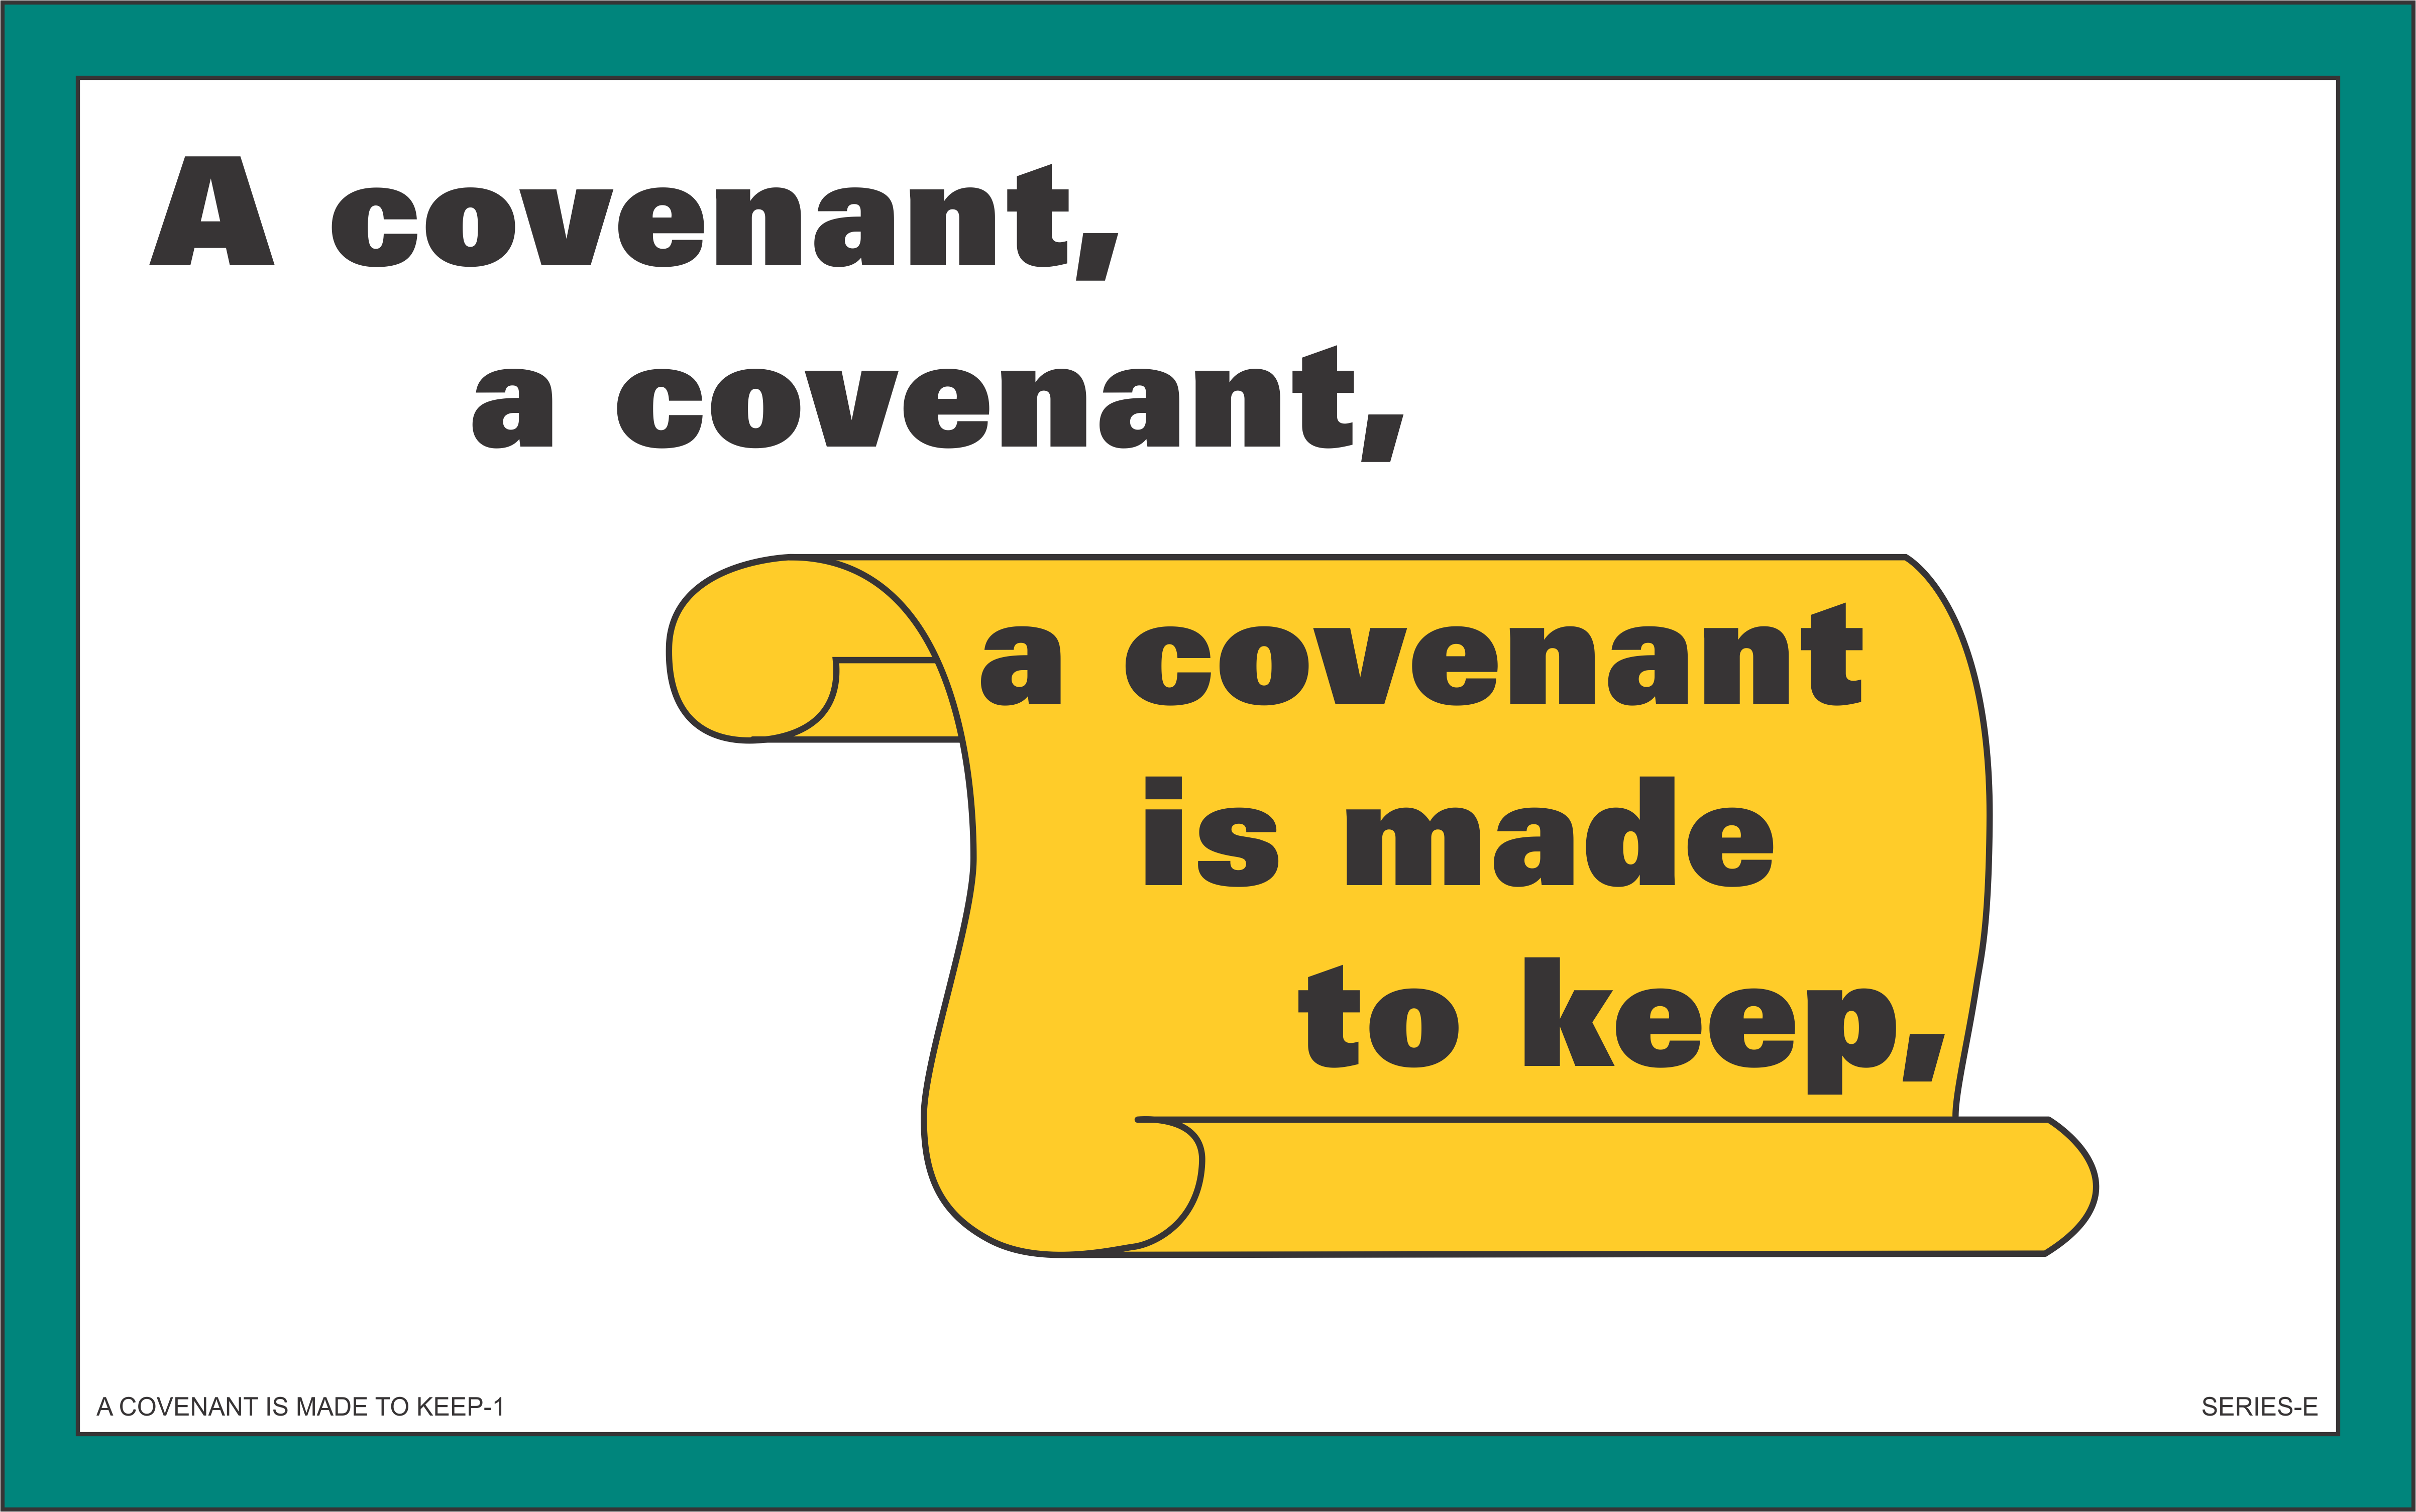 A covenant,
a covenant,
a covenant
is made
to keep,
A COVENANT IS MADE TO KEEP-1
SERIES-E